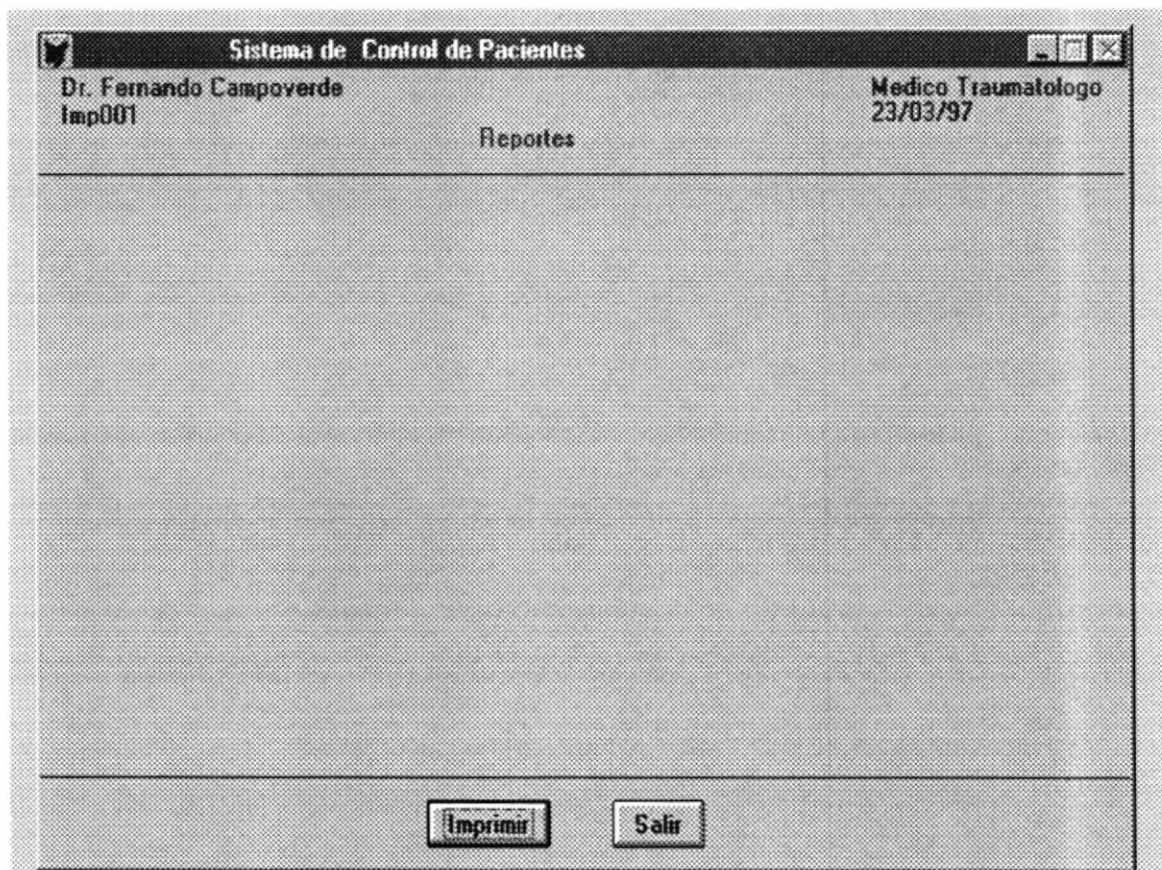 Sistema de Control de Pacientes
Dr. Fernando Campoverde
Medico Traumatologo
Imp001
23/03/97
Reportes
Imprimir
Salir